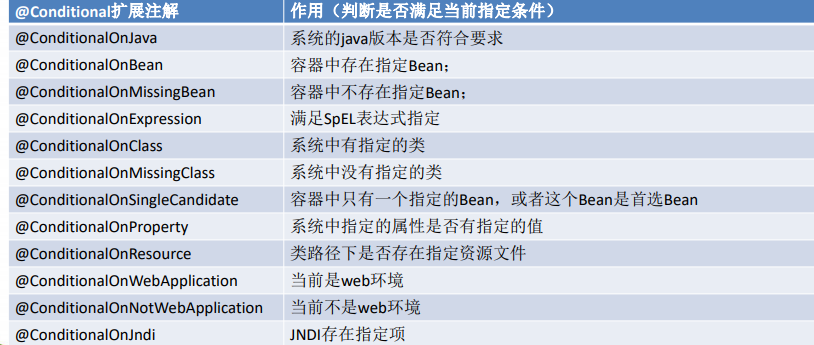 @Conditional扩展注解 作用（判断是否满足当前指定条件）
@ConditionalOnJava 系统的java版本是否符合要求
@ConditionalOnBean 容器中存在指定Bean；
@ConditionalOnMissingBean 容器中不存在指定Bean；
@ConditionalOnExpression 满足SpEL表达式指定
@ConditionalOnClass 系统中有指定的类
@ConditionalOnMissingClass 系统中没有指定的类
@ConditionalOnSingleCandidate 容器中只有一个指定的Bean，或者这个Bean是首选Bean
@ConditionalOnProperty 系统中指定的属性是否有指定的值
@ConditionalOnResource 类路径下是否存在指定资源文件
@ConditionalOnWebApplication 当前是web环境
@ConditionalOnNotWebApplication 当前不是web环境
@ConditionalOnJndi JNDI存在指定项